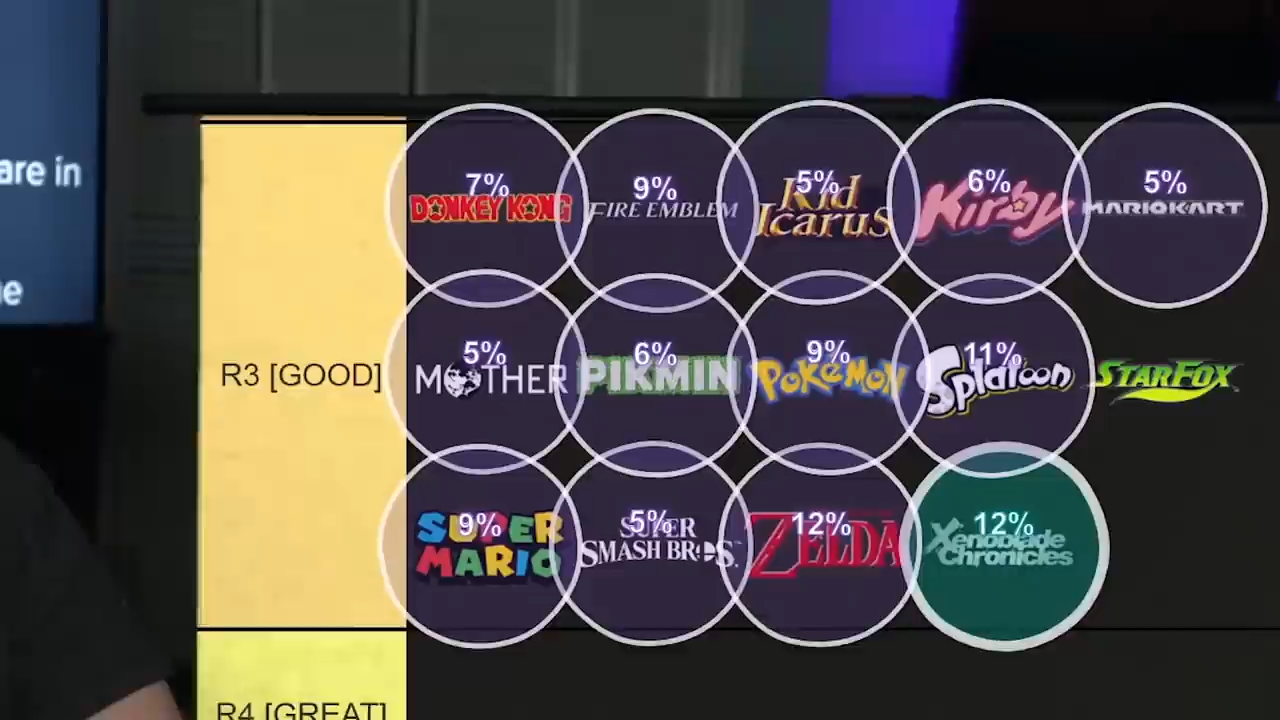 are in
R3 [GOOD]
7%
DONKEY KONG
9%
FIRE EMBLEM
5%
Kid
Icarus
6%
Kirby
5%
MARIOKART
5%
MOTHER
6%
PIKMIN
9%
POKéMON
11%
Splatoon
STARFOX
9%
SUPER
MARIO
5%
SUPER
SMASH BROS.
12%
ZELDA
12%
Xenoblade
Chronicles
R4 [GREAT]